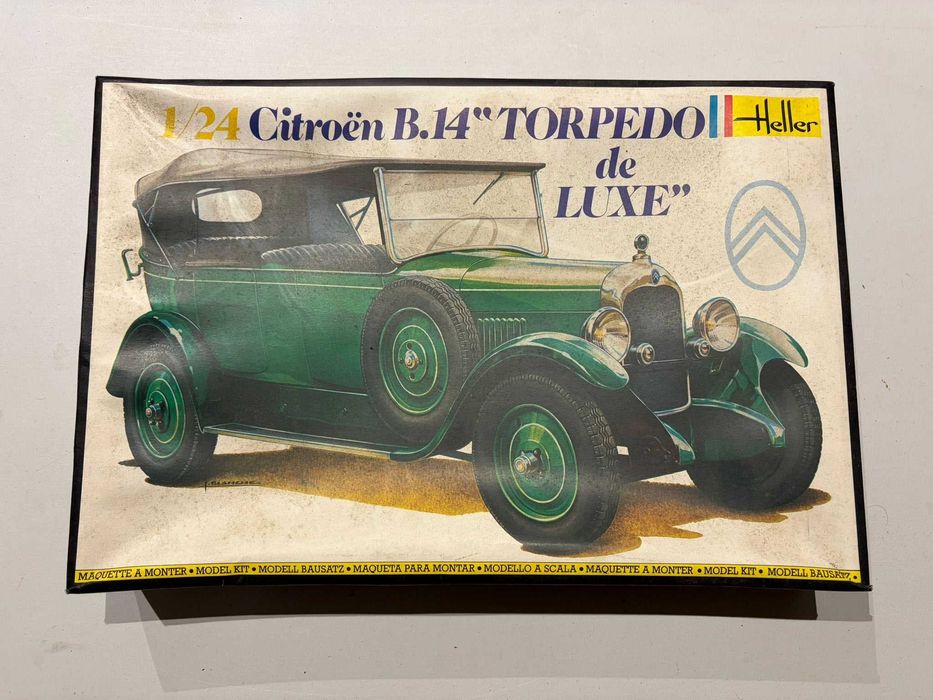 1/24 Citroën B.14 "TORPEDO
de
LUXE"
Heller
MAQUETTE A MONTER • MODEL KIT • MODELL BAUSATZ • MAQUETA PARA MONTAR • MODELLO A SCALA • MAQUETTE A MONTER • MODEL KIT • MODELL BAUSATZ •